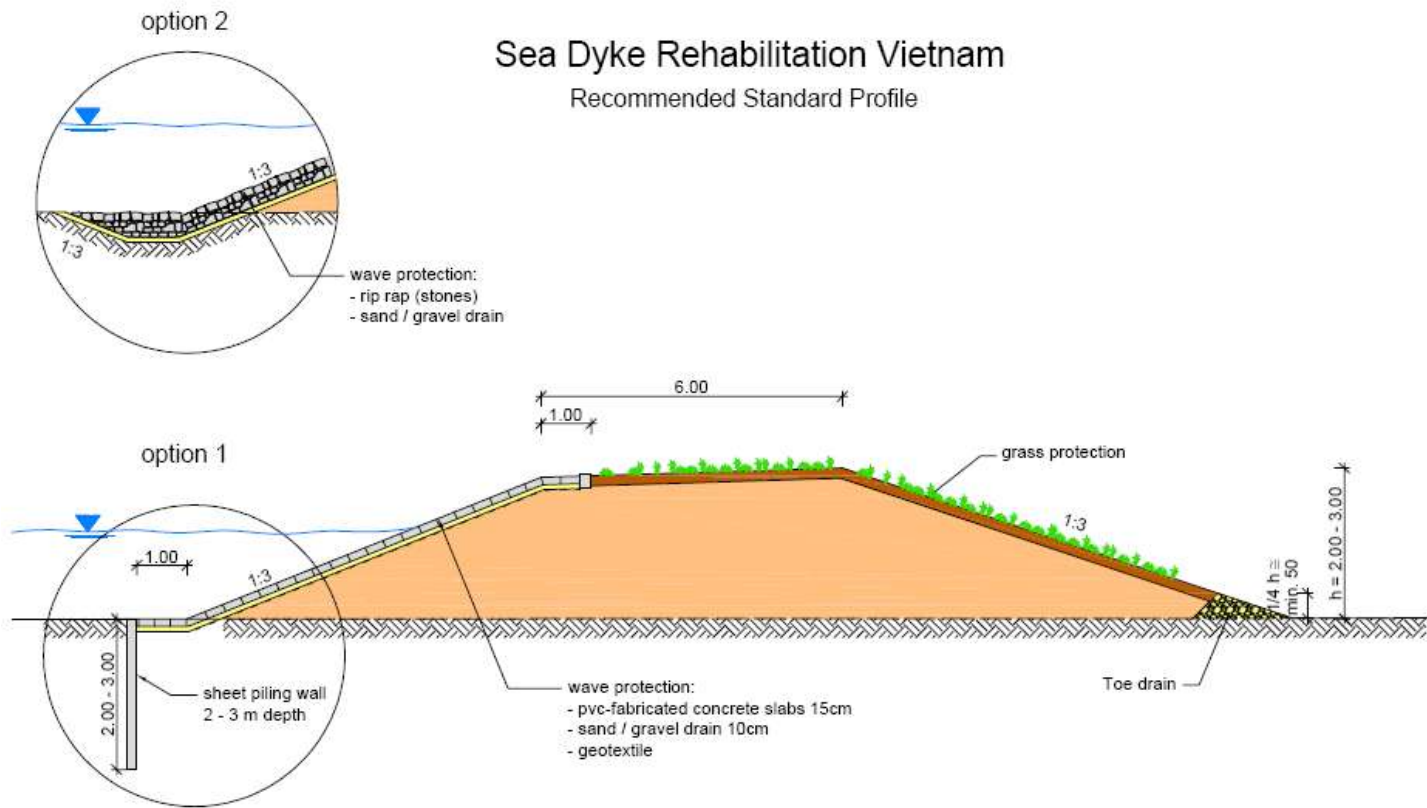 option 2
Sea Dyke Rehabilitation Vietnam
Recommended Standard Profile
1:3
1:3
wave protection:
- rip rap (stones)
- sand / gravel drain
6.00
1.00
option 1
grass protection
1:3
1.00
1:3
h = 2.00 - 3.00
1/4 h ≅
min. 50
2.00 - 3.00
sheet piling wall
2 - 3 m depth
wave protection:
- pvc-fabricated concrete slabs 15cm
- sand / gravel drain 10cm
- geotextile
Toe drain